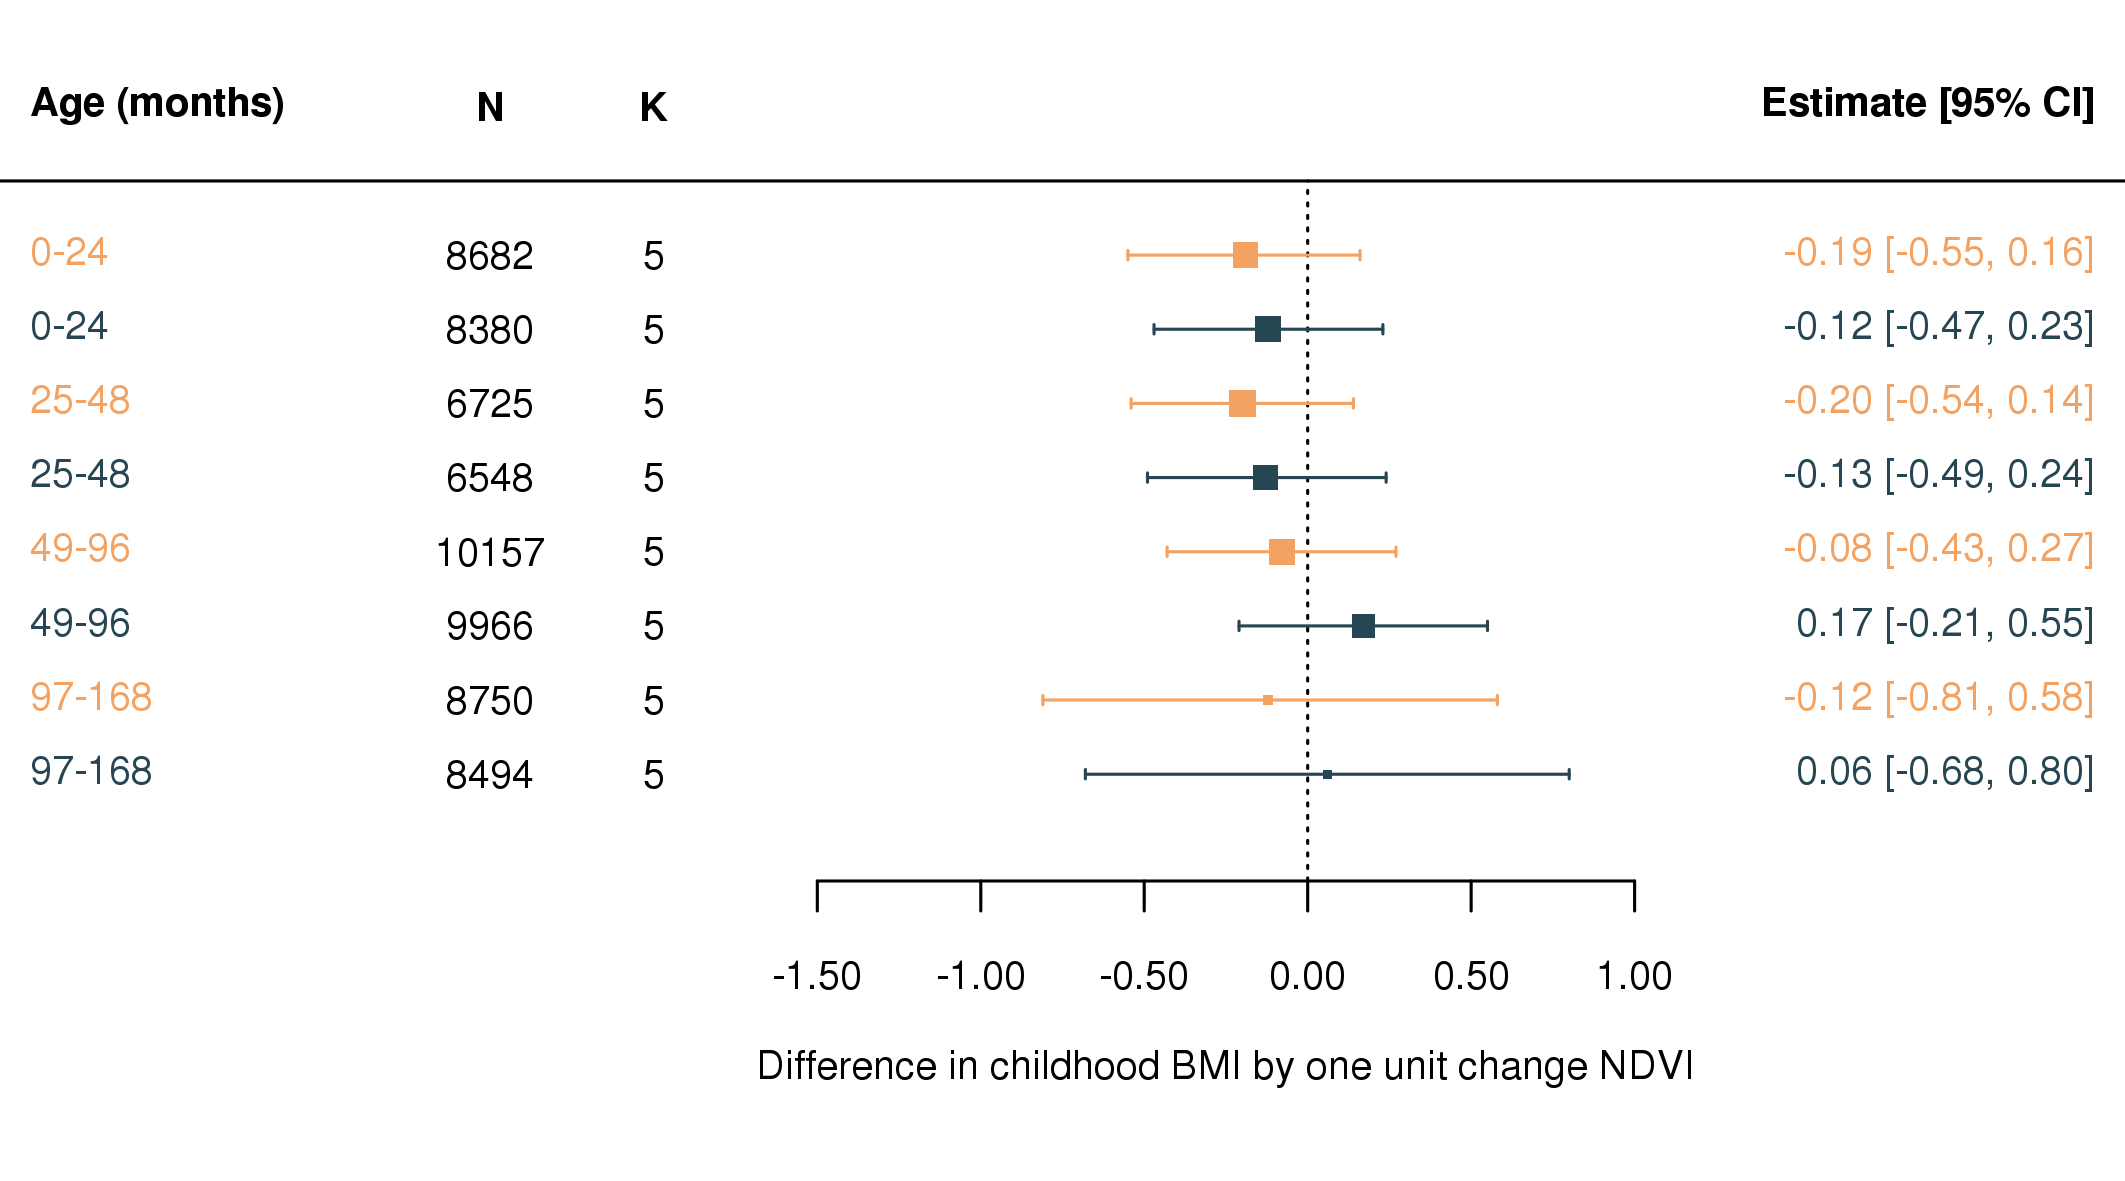 Age (months) N K Estimate [95% CI]
0-24 8682 5 -0.19 [-0.55, 0.16]
0-24 8380 5 -0.12 [-0.47, 0.23]
25-48 6725 5 -0.20 [-0.54, 0.14]
25-48 6548 5 -0.13 [-0.49, 0.24]
49-96 10157 5 -0.08 [-0.43, 0.27]
49-96 9966 5 0.17 [-0.21, 0.55]
97-168 8750 5 -0.12 [-0.81, 0.58]
97-168 8494 5 0.06 [-0.68, 0.80]
-1.50 -1.00 -0.50 0.00 0.50 1.00
Difference in childhood BMI by one unit change NDVI